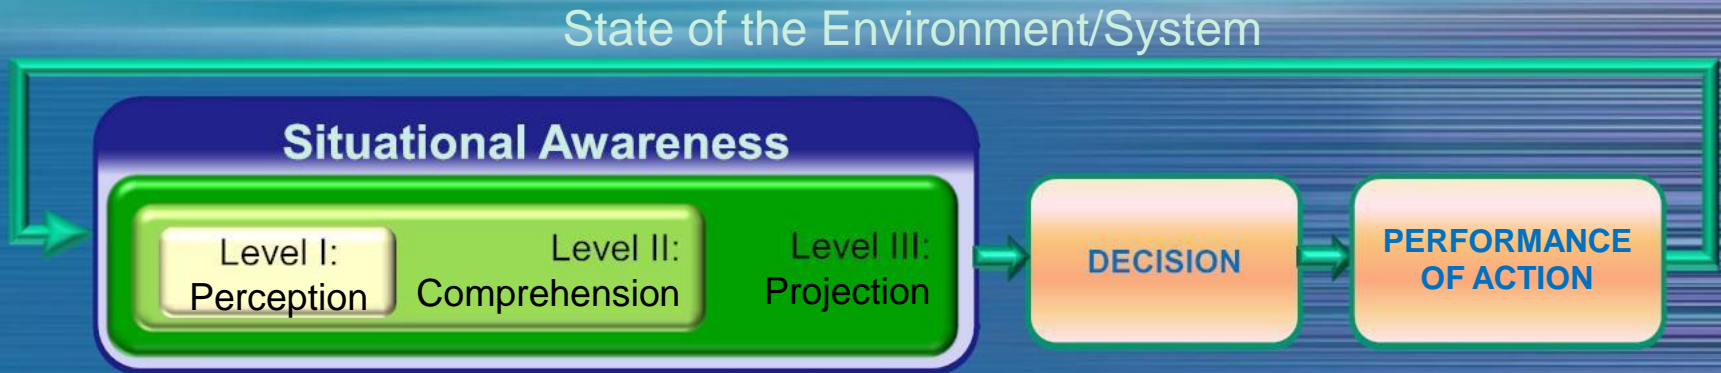 State of the Environment/System
Situational Awareness
Level I:
Perception
Level II:
Comprehension
Level III:
Projection
DECISION
PERFORMANCE
OF ACTION